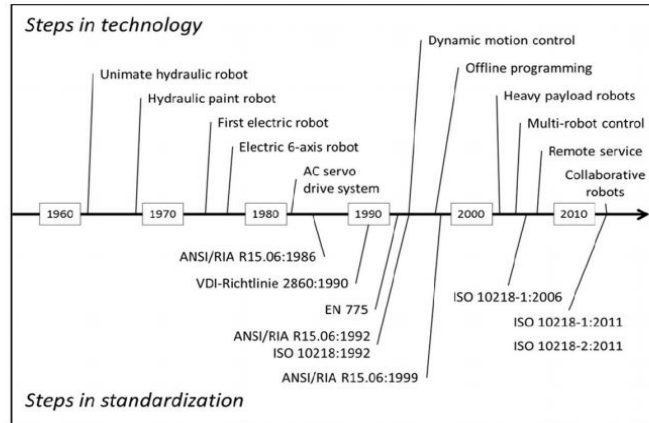 Steps in technology
Dynamic motion control
Offline programming
Unimate hydraulic robot
Heavy payload robots
Hydraulic paint robot
Multi-robot control
First electric robot
Remote service
Electric 6-axis robot
AC servo
drive system
Collaborative
robots
1960
1970
1980
1990
2000
2010
ANSI/RIA R15.06:1986
VDI-Richtlinie 2860:1990
EN 775
ISO 10218-1:2006
ANSI/RIA R15.06:1992
ISO 10218:1992
ISO 10218-1:2011
ISO 10218-2:2011
ANSI/RIA R15.06:1999
Steps in standardization